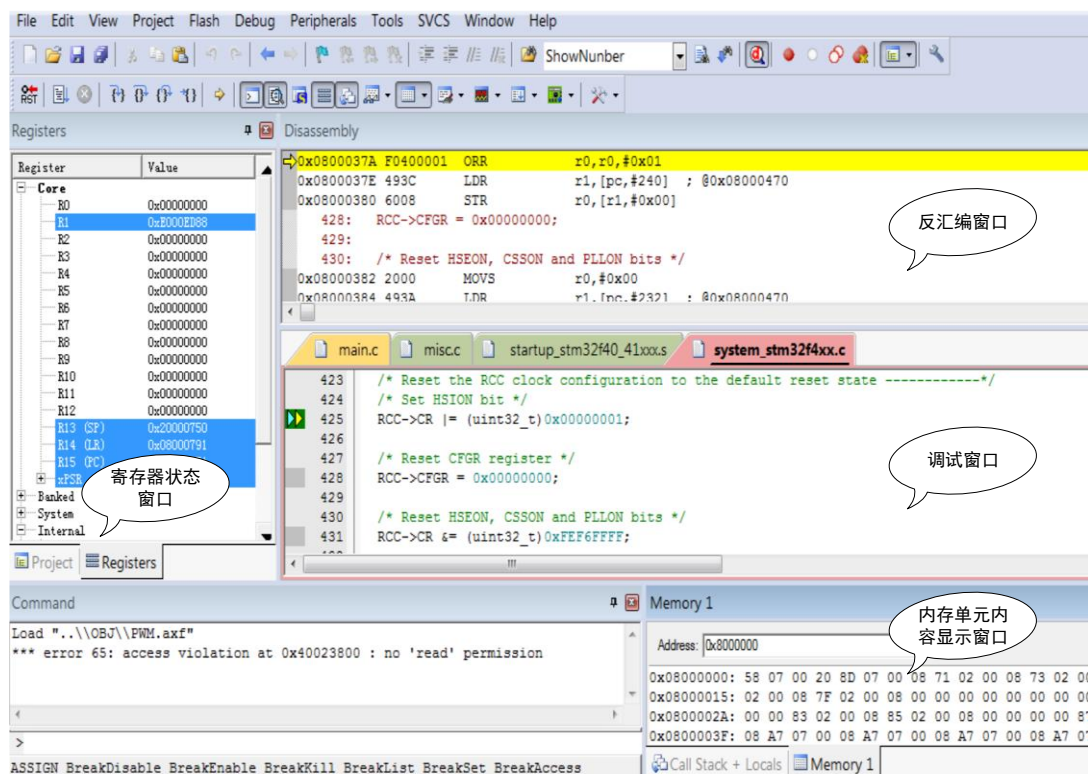 File Edit View Project Flash Debug Peripherals Tools SVCS Window Help
ShowNunber
RST
Registers
Register Value
Core
R0 0x00000000
R1 0xE000ED88
R2 0x00000000
R3 0x00000000
R4 0x00000000
R5 0x00000000
R6 0x00000000
R7 0x00000000
R8 0x00000000
R9 0x00000000
R10 0x00000000
R11 0x00000000
R12 0x00000000
R13 (SP) 0x20000750
R14 (LR) 0x08000791
R15 (PC)
xPSR
Banked
System
Internal
寄存器状态
窗口
Project Registers
Disassembly
0x0800037A F0400001 ORR r0,r0,#0x01
0x0800037E 493C LDR r1,[pc,#240] ; @0x08000470
0x08000380 6008 STR r0,[r1,#0x00]
428: RCC->CFGR = 0x00000000;
429:
430: /* Reset HSEON, CSSON and PLLON bits */
0x08000382 2000 MOVS r0,#0x00
0x08000384 493A LDR r1,[pc,#232] ; @0x08000470
反汇编窗口
main.c misc.c startup_stm32f40_41xxx.s system_stm32f4xx.c
423 /* Reset the RCC clock configuration to the default reset state ------------*/
424 /* Set HSION bit */
425 RCC->CR |= (uint32_t)0x00000001;
426
427 /* Reset CFGR register */
428 RCC->CFGR = 0x00000000;
429
430 /* Reset HSEON, CSSON and PLLON bits */
431 RCC->CR &= (uint32_t)0xFEF6FFFF;
调试窗口
Command
Load "..\\OBJ\\PWM.axf"
*** error 65: access violation at 0x40023800 : no 'read' permission
>
ASSIGN BreakDisable BreakEnable BreakKill BreakList BreakSet BreakAccess
Memory 1
内存单元内
容显示窗口
Address: 0x8000000
0x08000000: 58 07 00 20 8D 07 00 08 71 02 00 08 73 02 00
0x08000015: 02 00 08 7F 02 00 08 00 00 00 00 00 00 00 00
0x0800002A: 00 00 83 02 00 08 85 02 00 08 00 00 00 00 87
0x0800003F: 08 A7 07 00 08 A7 07 00 08 A7 07 00 08 A7 07
Call Stack + Locals Memory 1